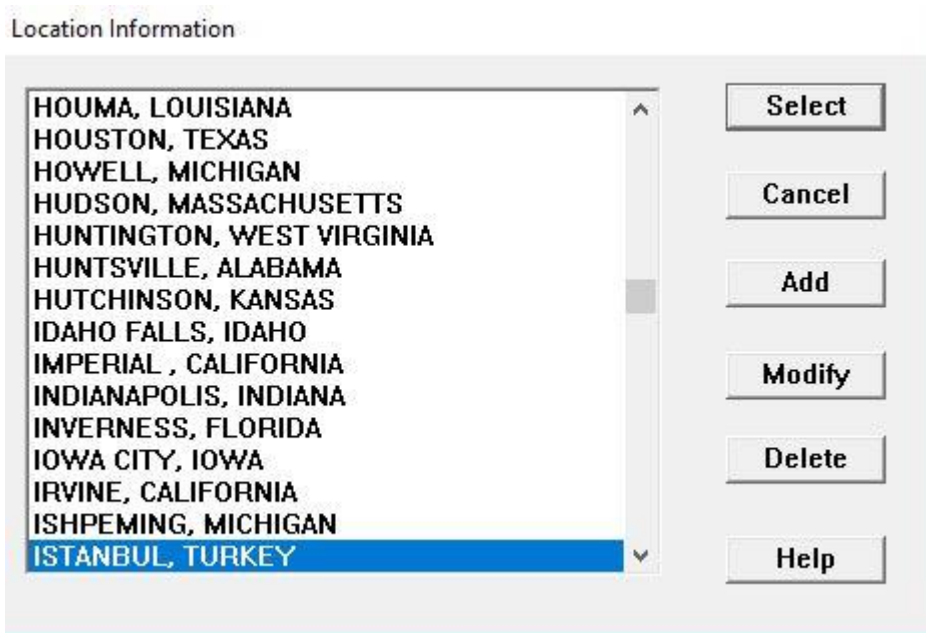 Location Information
HOUMA, LOUISIANA
HOUSTON, TEXAS
HOWELL, MICHIGAN
HUDSON, MASSACHUSETTS
HUNTINGTON, WEST VIRGINIA
HUNTSVILLE, ALABAMA
HUTCHINSON, KANSAS
IDAHO FALLS, IDAHO
IMPERIAL , CALIFORNIA
INDIANAPOLIS, INDIANA
INVERNESS, FLORIDA
IOWA CITY, IOWA
IRVINE, CALIFORNIA
ISHPEMING, MICHIGAN
ISTANBUL, TURKEY
Select
Cancel
Add
Modify
Delete
Help